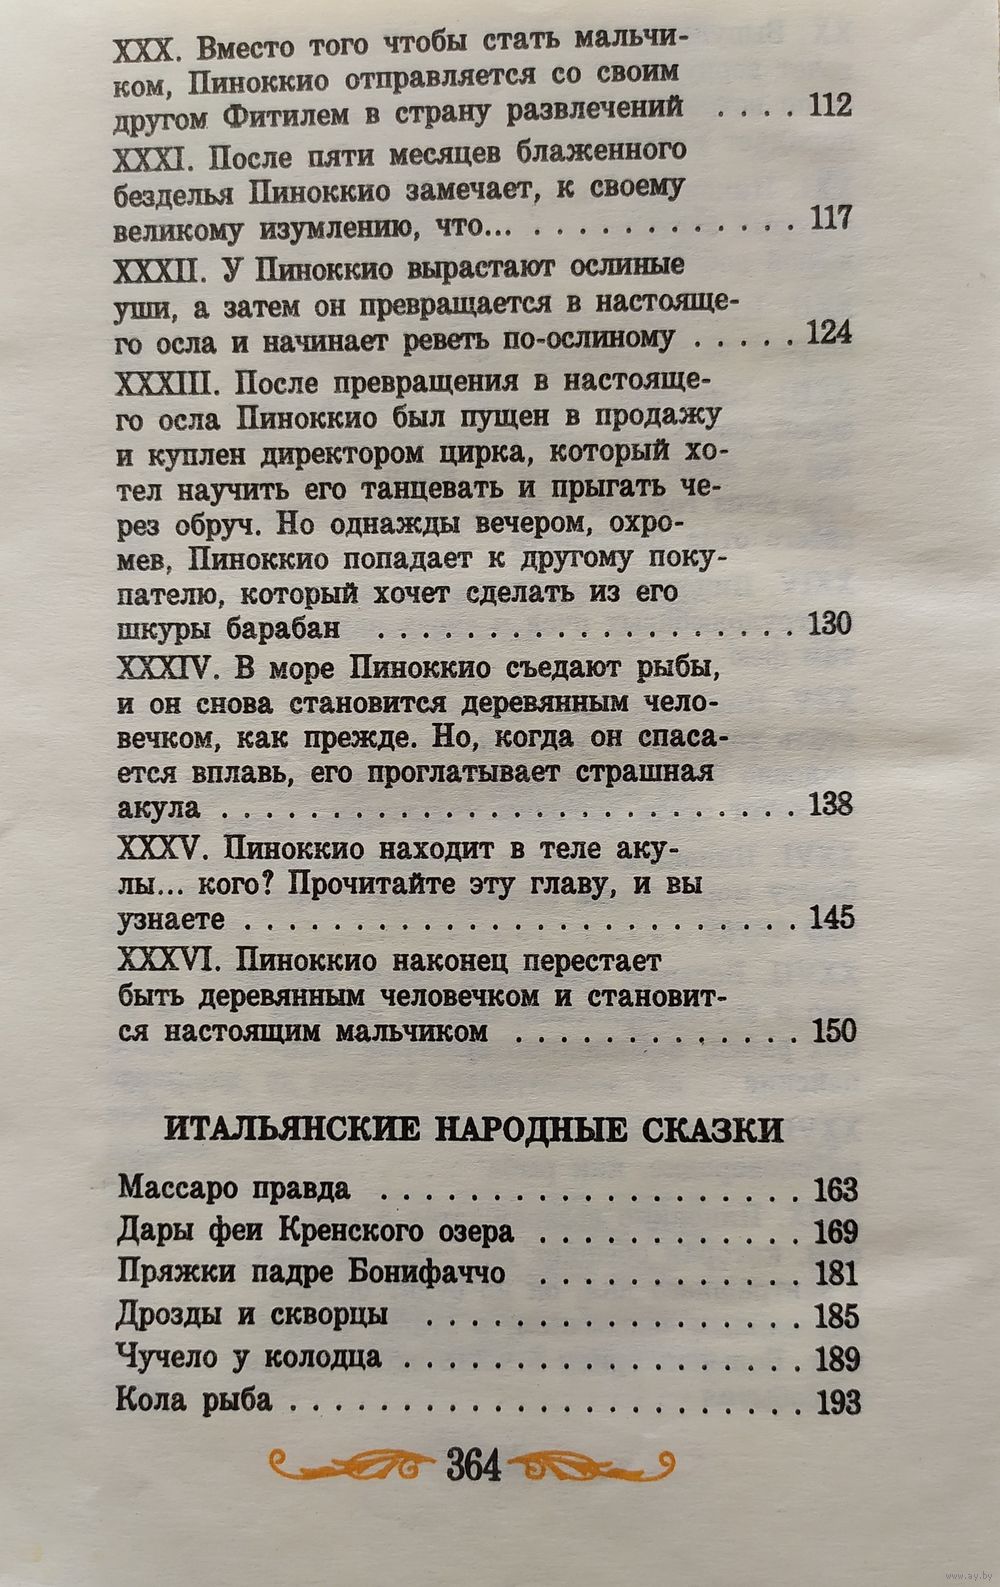 XXX. Вместо того чтобы стать мальчи-
ком, Пиноккио отправляется со своим
другом Фитилем в страну развлечений . . . . 112
XXXI. После пяти месяцев блаженного
безделья Пиноккио замечает, к своему
великому изумлению, что... . . . . . . . . . . . . . 117
XXXII. У Пиноккио вырастают ослиные
уши, а затем он превращается в настояще-
го осла и начинает реветь по-ослиному . . . . . 124
XXXIII. После превращения в настояще-
го осла Пиноккио был пущен в продажу
и куплен директором цирка, который хо-
тел научить его танцевать и прыгать че-
рез обруч. Но однажды вечером, охро-
мев, Пиноккио попадает к другому поку-
пателю, который хочет сделать из его
шкуры барабан . . . . . . . . . . . . . . . . . . . 130
XXXIV. В море Пиноккио съедают рыбы,
и он снова становится деревянным чело-
вечком, как прежде. Но, когда он спаса-
ется вплавь, его проглатывает страшная
акула . . . . . . . . . . . . . . . . . . . . . . . . . . 138
XXXV. Пиноккио находит в теле аку-
лы... кого? Прочитайте эту главу, и вы
узнаете . . . . . . . . . . . . . . . . . . . . . . . . . 145
XXXVI. Пиноккио наконец перестает
быть деревянным человечком и становит-
ся настоящим мальчиком . . . . . . . . . . . . . 150
ИТАЛЬЯНСКИЕ НАРОДНЫЕ СКАЗКИ
Массаро правда . . . . . . . . . . . . . . . . . . . 163
Дары феи Кренского озера . . . . . . . . . . . . 169
Пряжки падре Бонифаччо . . . . . . . . . . . . 181
Дрозды и скворцы . . . . . . . . . . . . . . . . . 185
Чучело у колодца . . . . . . . . . . . . . . . . . . 189
Кола рыба . . . . . . . . . . . . . . . . . . . . . . . 193
364
www.ay.by